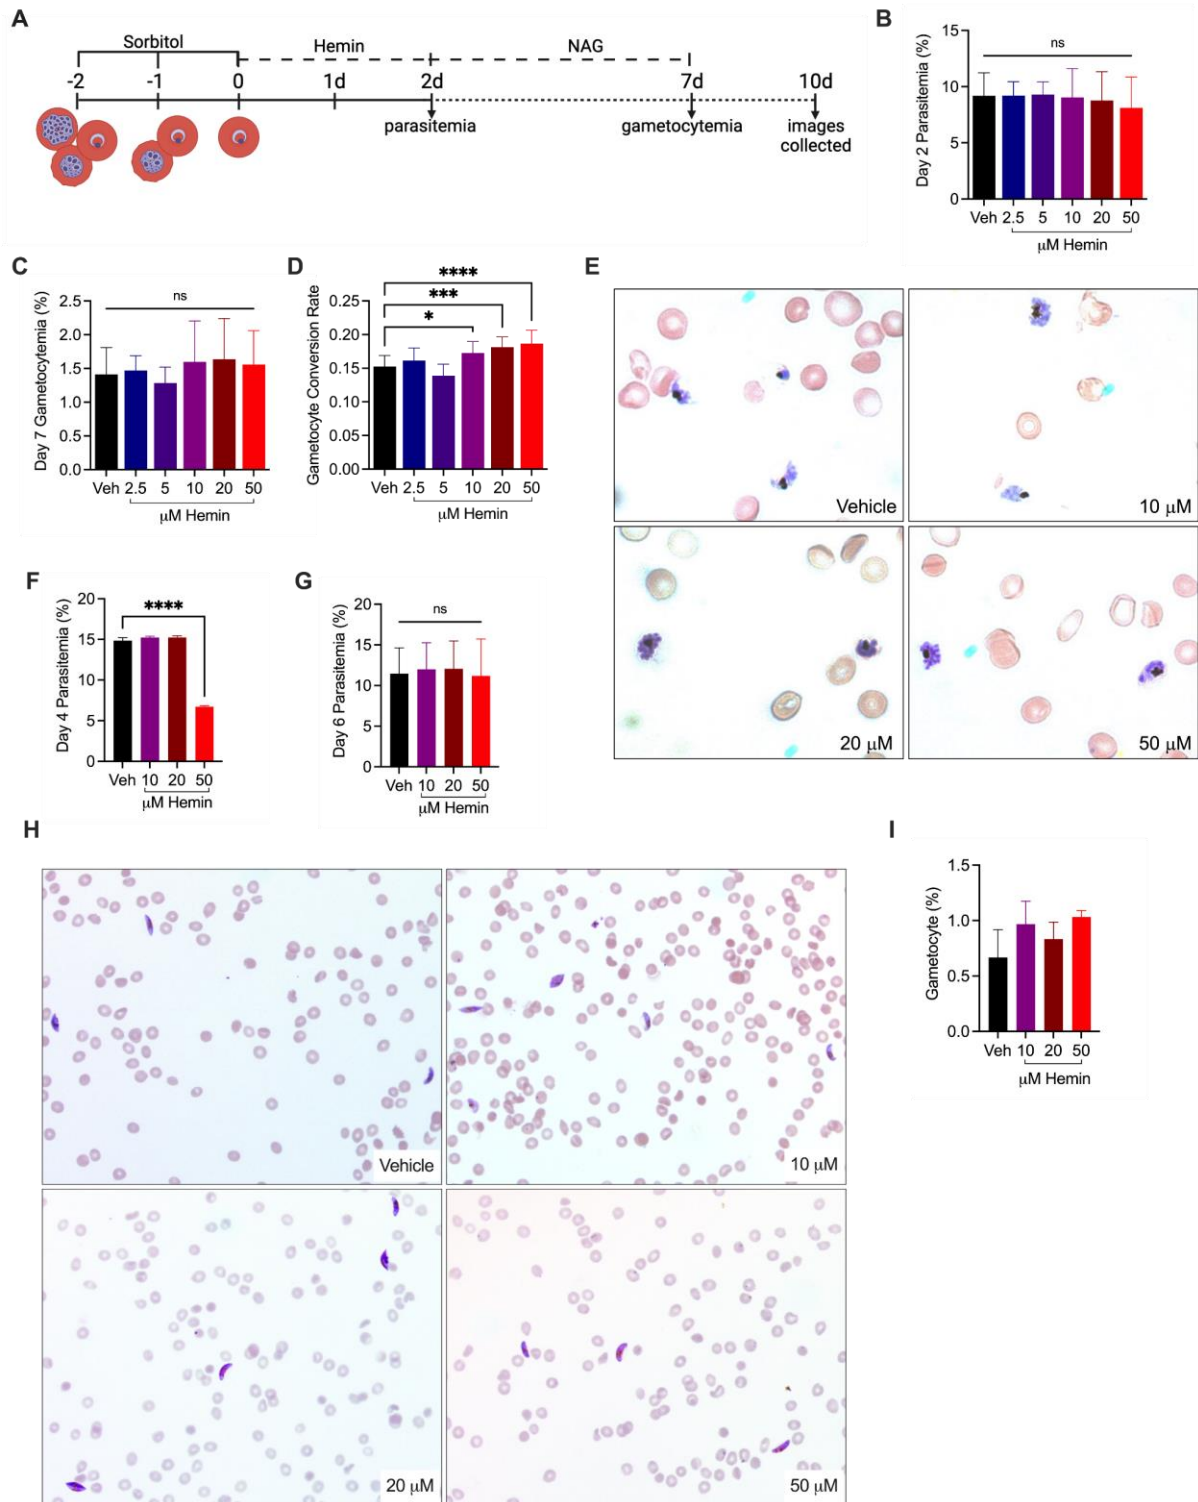 A
Sorbitol
Hemin
NAG
-2 -1 0 1d 2d 7d 10d
parasitemia
gametocytemia
images
collected
B
Day 2 Parasitemia (%)
15
10
5
0
ns
Veh 2.5 5 10 20 50
μM Hemin
C
Day 7 Gametocytemia (%)
2.5
2.0
1.5
1.0
0.5
0.0
ns
Veh 2.5 5 10 20 50
μM Hemin
D
Gametocyte Conversion Rate
0.25
0.20
0.15
0.10
0.05
0.00
****
***
*
Veh 2.5 5 10 20 50
μM Hemin
E
Vehicle
10 μM
20 μM
50 μM
F
Day 4 Parasitemia (%)
20
15
10
5
0
****
Veh 10 20 50
μM Hemin
G
Day 6 Parasitemia (%)
20
15
10
5
0
ns
Veh 10 20 50
μM Hemin
H
Vehicle
10 μM
20 μM
50 μM
I
Gametocyte (%)
1.5
1.0
0.5
0.0
Veh 10 20 50
μM Hemin